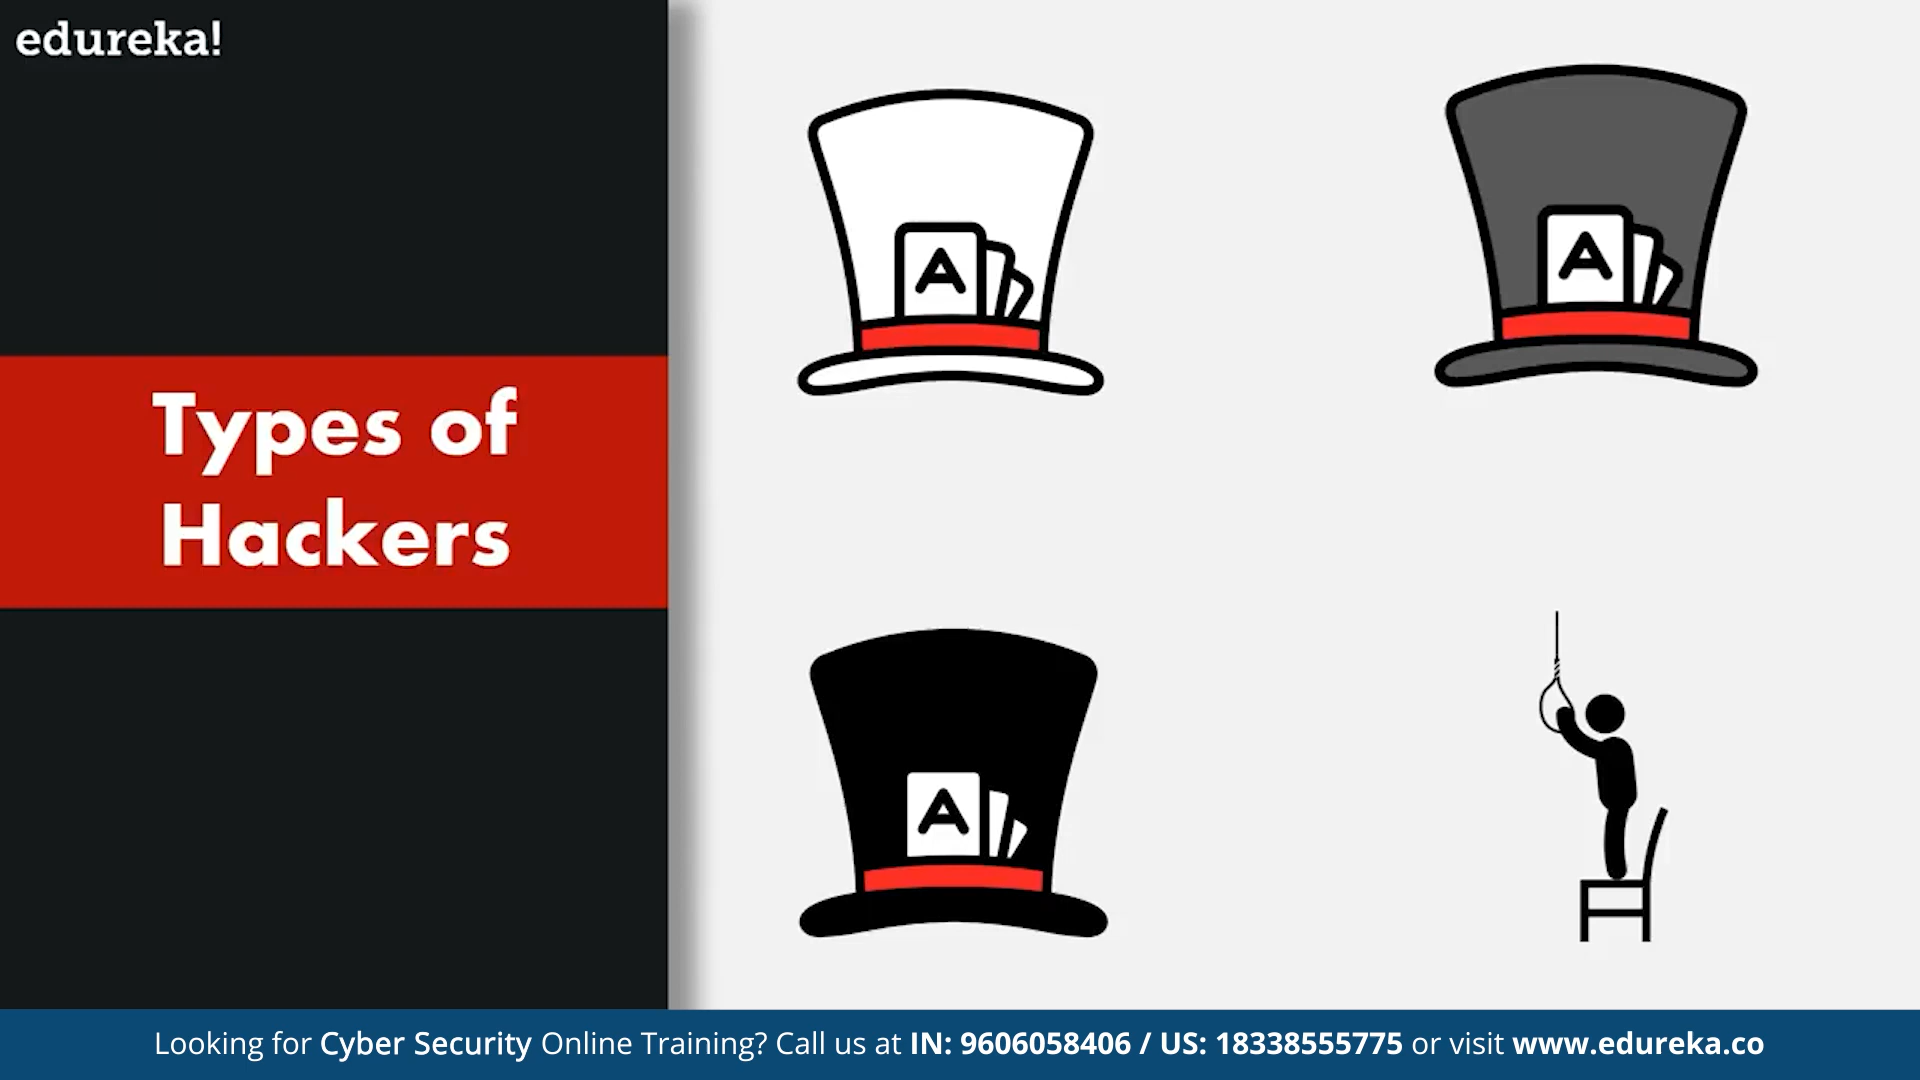 edureka!
Types of
Hackers
A
A
A
Looking for Cyber Security Online Training? Call us at IN: 9606058406 / US: 18338555775 or visit www.edureka.co